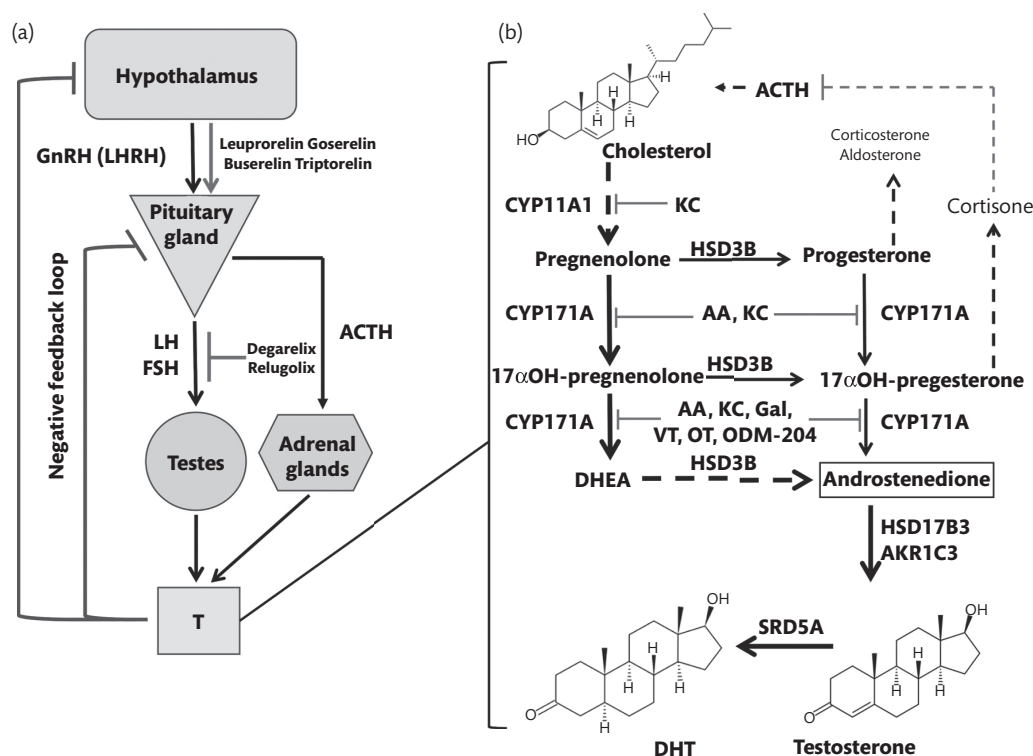 (a)
Hypothalamus
GnRH (LHRH)
Leuprorelin Goserelin
Buserelin Triptorelin
Pituitary
gland
Negative feedback loop
LH
FSH
Degarelix
Relugolix
ACTH
Testes
Adrenal
glands
T
(b)
H
H
H
H
HO
Cholesterol
ACTH
Corticosterone
Aldosterone
Cortisone
CYP11A1
KC
Pregnenolone
HSD3B
Progesterone
CYP171A
AA, KC
CYP171A
17αOH-pregnenolone
HSD3B
17αOH-pregesterone
CYP171A
AA, KC, Gal,
VT, OT, ODM-204
CYP171A
DHEA
HSD3B
Androstenedione
HSD17B3
AKR1C3
OH
H
H
H
H
O
DHT
SRD5A
OH
H
H
H
O
Testosterone